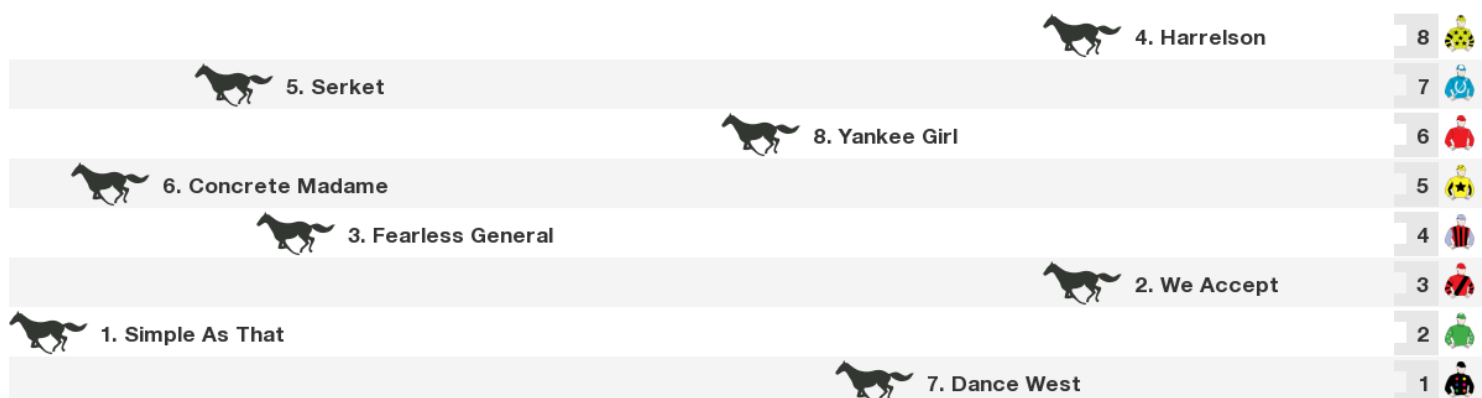 4. Harrelson 8
5. Serket 7
8. Yankee Girl 6
6. Concrete Madame 5
3. Fearless General 4
2. We Accept 3
1. Simple As That 2
7. Dance West 1